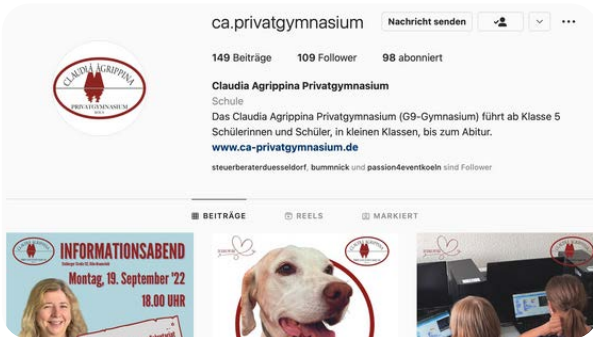 ca.privatgymnasium
Nachricht senden
149 Beiträge 109 Follower 98 abonniert
Claudia Agrippina Privatgymnasium
Schule
Das Claudia Agrippina Privatgymnasium (G9-Gymnasium) führt ab Klasse 5
Schülerinnen und Schüler, in kleinen Klassen, bis zum Abitur.
www.ca-privatgymnasium.de
steuerberaterduesseldorf, bummnick und passion4eventkoeln sind Follower
CLAUDIA AGRIPPINA
PRIVATGYMNASIUM
BEITRÄGE REELS MARKIERT
INFORMATIONSABEND
Montag, 19. September '22
18.00 UHR